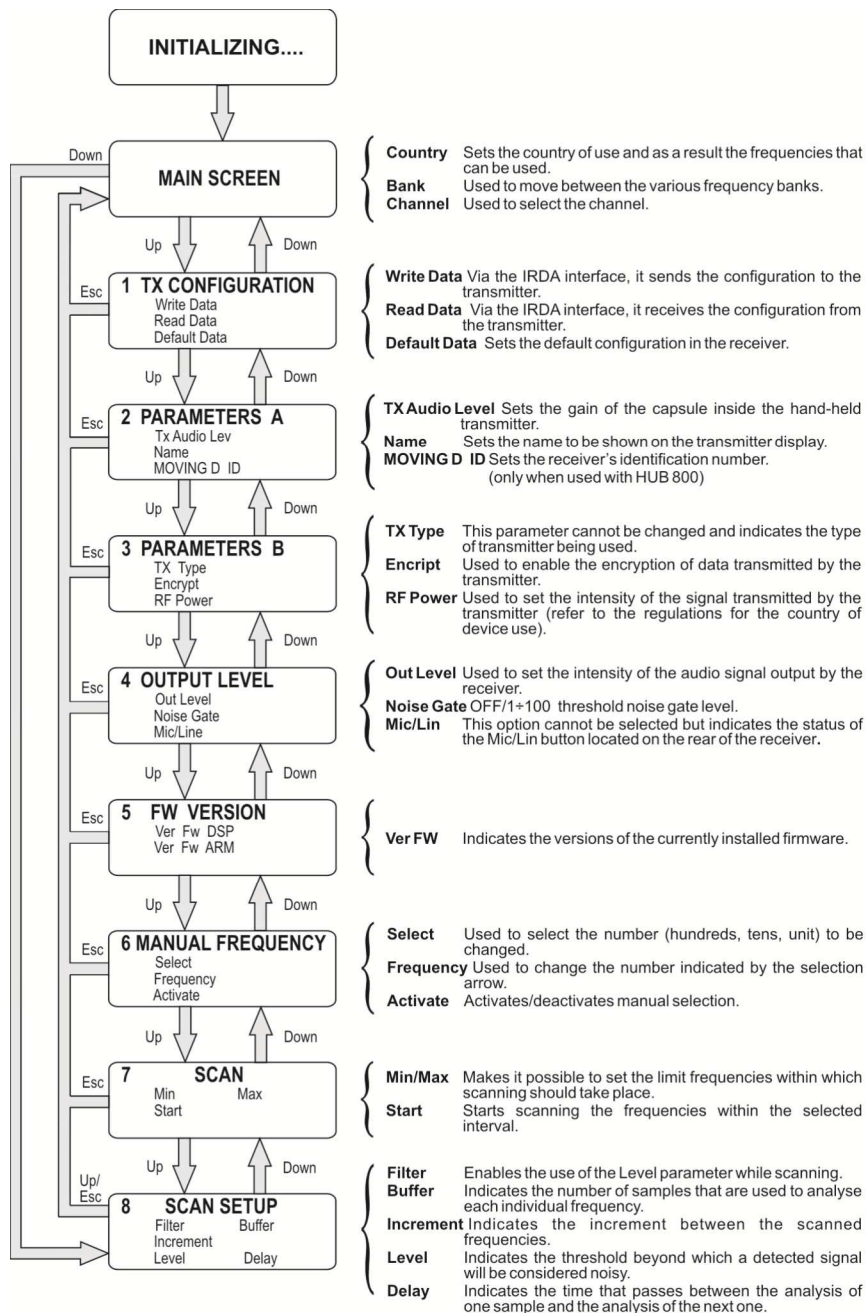 INITIALIZING....
Down
MAIN SCREEN
Country Sets the country of use and as a result the frequencies that
can be used.
Bank Used to move between the various frequency banks.
Channel Used to select the channel.
Up Down
Esc
1 TX CONFIGURATION
Write Data
Read Data
Default Data
Write Data Via the IRDA interface, it sends the configuration to the
transmitter.
Read Data Via the IRDA interface, it receives the configuration from
the transmitter.
Default Data Sets the default configuration in the receiver.
Up Down
Esc
2 PARAMETERS A
Tx Audio Lev
Name
MOVING D ID
TX Audio Level Sets the gain of the capsule inside the hand-held
transmitter.
Name Sets the name to be shown on the transmitter display.
MOVING D ID Sets the receiver's identification number.
(only when used with HUB 800)
Up Down
Esc
3 PARAMETERS B
TX Type
Encrypt
RF Power
TX Type This parameter cannot be changed and indicates the type
of transmitter being used.
Encript Used to enable the encryption of data transmitted by the
transmitter.
RF Power Used to set the intensity of the signal transmitted by the
transmitter (refer to the regulations for the country of
device use).
Up Down
Esc
4 OUTPUT LEVEL
Out Level
Noise Gate
Mic/Line
Out Level Used to set the intensity of the audio signal output by the
receiver.
Noise Gate OFF/1÷100 threshold noise gate level.
Mic/Lin This option cannot be selected but indicates the status of
the Mic/Lin button located on the rear of the receiver.
Up Down
Esc
5 FW VERSION
Ver Fw DSP
Ver Fw ARM
Ver FW Indicates the versions of the currently installed firmware.
Up Down
Esc
6 MANUAL FREQUENCY
Select
Frequency
Activate
Select Used to select the number (hundreds, tens, unit) to be
changed.
Frequency Used to change the number indicated by the selection
arrow.
Activate Activates/deactivates manual selection.
Up Down
Esc
7 SCAN
Min Max
Start
Min/Max Makes it possible to set the limit frequencies within which
scanning should take place.
Start Starts scanning the frequencies within the selected
interval.
Up Down
Up/
Esc
8 SCAN SETUP
Filter Buffer
Increment
Level Delay
Filter Enables the use of the Level parameter while scanning.
Buffer Indicates the number of samples that are used to analyse
each individual frequency.
Increment Indicates the increment between the scanned
frequencies.
Level Indicates the threshold beyond which a detected signal
will be considered noisy.
Delay Indicates the time that passes between the analysis of
one sample and the analysis of the next one.